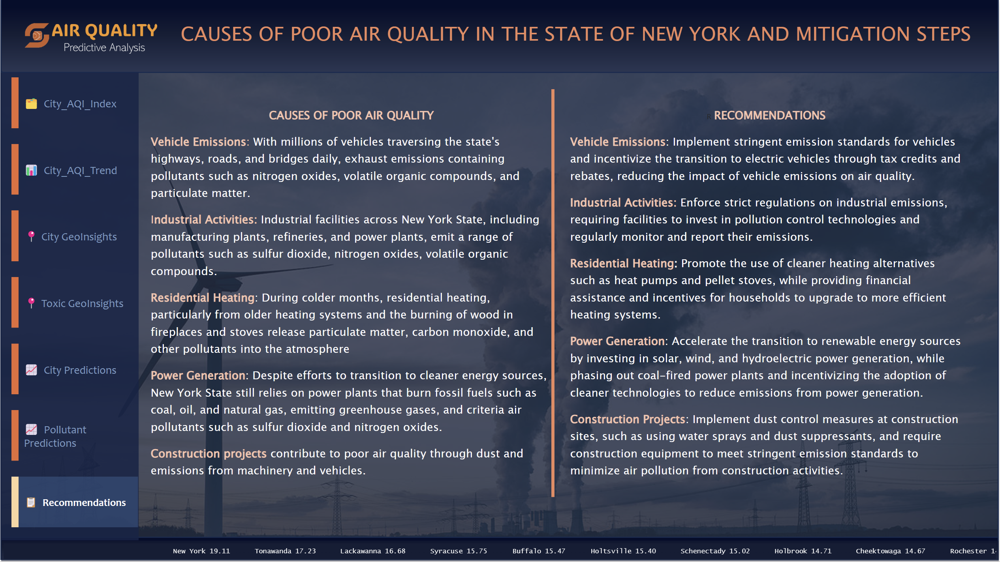 AIR QUALITY
Predictive Analysis
CAUSES OF POOR AIR QUALITY IN THE STATE OF NEW YORK AND MITIGATION STEPS
City_AQI_Index
City_AQI_Trend
City GeoInsights
Toxic GeoInsights
City Predictions
Pollutant
Predictions
Recommendations
CAUSES OF POOR AIR QUALITY
Vehicle Emissions: With millions of vehicles traversing the state's
highways, roads, and bridges daily, exhaust emissions containing
pollutants such as nitrogen oxides, volatile organic compounds, and
particulate matter.
Industrial Activities: Industrial facilities across New York State, including
manufacturing plants, refineries, and power plants, emit a range of
pollutants such as sulfur dioxide, nitrogen oxides, volatile organic
compounds.
Residential Heating: During colder months, residential heating,
particularly from older heating systems and the burning of wood in
fireplaces and stoves release particulate matter, carbon monoxide, and
other pollutants into the atmosphere
Power Generation: Despite efforts to transition to cleaner energy sources,
New York State still relies on power plants that burn fossil fuels such as
coal, oil, and natural gas, emitting greenhouse gases, and criteria air
pollutants such as sulfur dioxide and nitrogen oxides.
Construction projects contribute to poor air quality through dust and
emissions from machinery and vehicles.
R RECOMMENDATIONS
Vehicle Emissions: Implement stringent emission standards for vehicles
and incentivize the transition to electric vehicles through tax credits and
rebates, reducing the impact of vehicle emissions on air quality.
Industrial Activities: Enforce strict regulations on industrial emissions,
requiring facilities to invest in pollution control technologies and
regularly monitor and report their emissions.
Residential Heating: Promote the use of cleaner heating alternatives
such as heat pumps and pellet stoves, while providing financial
assistance and incentives for households to upgrade to more efficient
heating systems.
Power Generation: Accelerate the transition to renewable energy sources
by investing in solar, wind, and hydroelectric power generation, while
phasing out coal-fired power plants and incentivizing the adoption of
cleaner technologies to reduce emissions from power generation.
Construction Projects: Implement dust control measures at construction
sites, such as using water sprays and dust suppressants, and require
construction equipment to meet stringent emission standards to
minimize air pollution from construction activities.
New York 19.11 Tonawanda 17.23 Lackawanna 16.68 Syracuse 15.75 Buffalo 15.47 Holtsville 15.40 Schenectady 15.02 Holbrook 14.71 Cheektowaga 14.67 Rochester